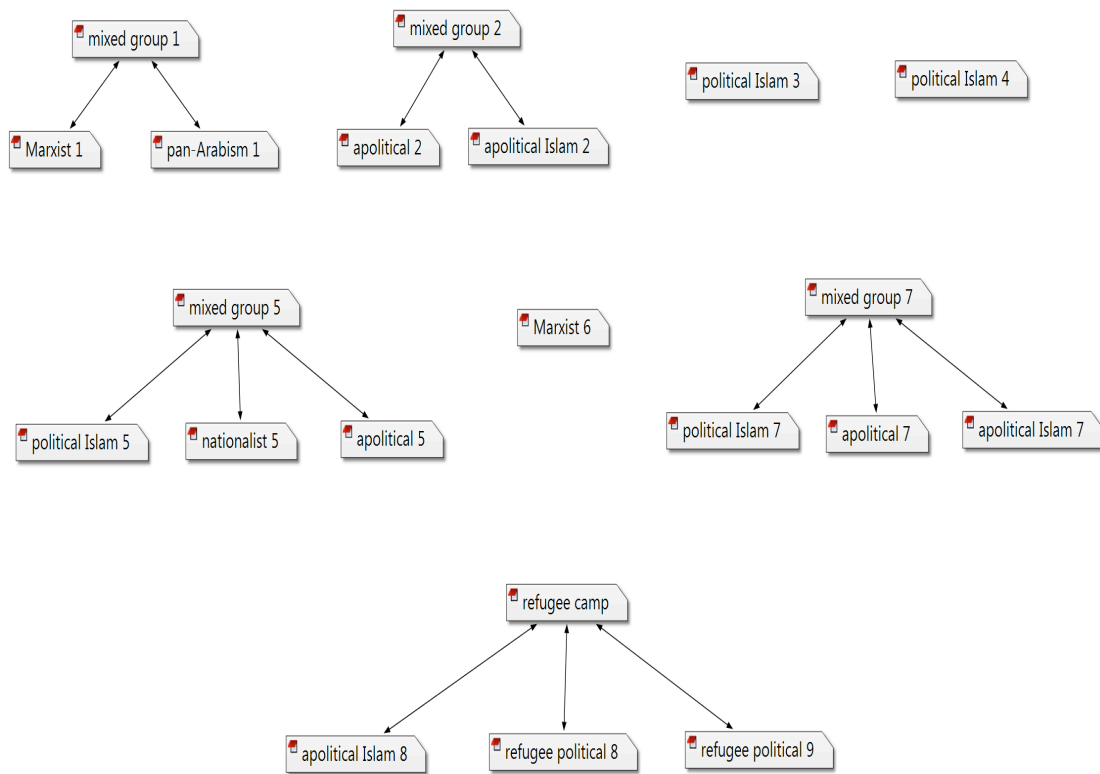 mixed group 1
mixed group 2
political Islam 3
political Islam 4
Marxist 1
pan-Arabism 1
apolitical 2
apolitical Islam 2
mixed group 5
Marxist 6
mixed group 7
political Islam 5
nationalist 5
apolitical 5
political Islam 7
apolitical 7
apolitical Islam 7
refugee camp
apolitical Islam 8
refugee political 8
refugee political 9